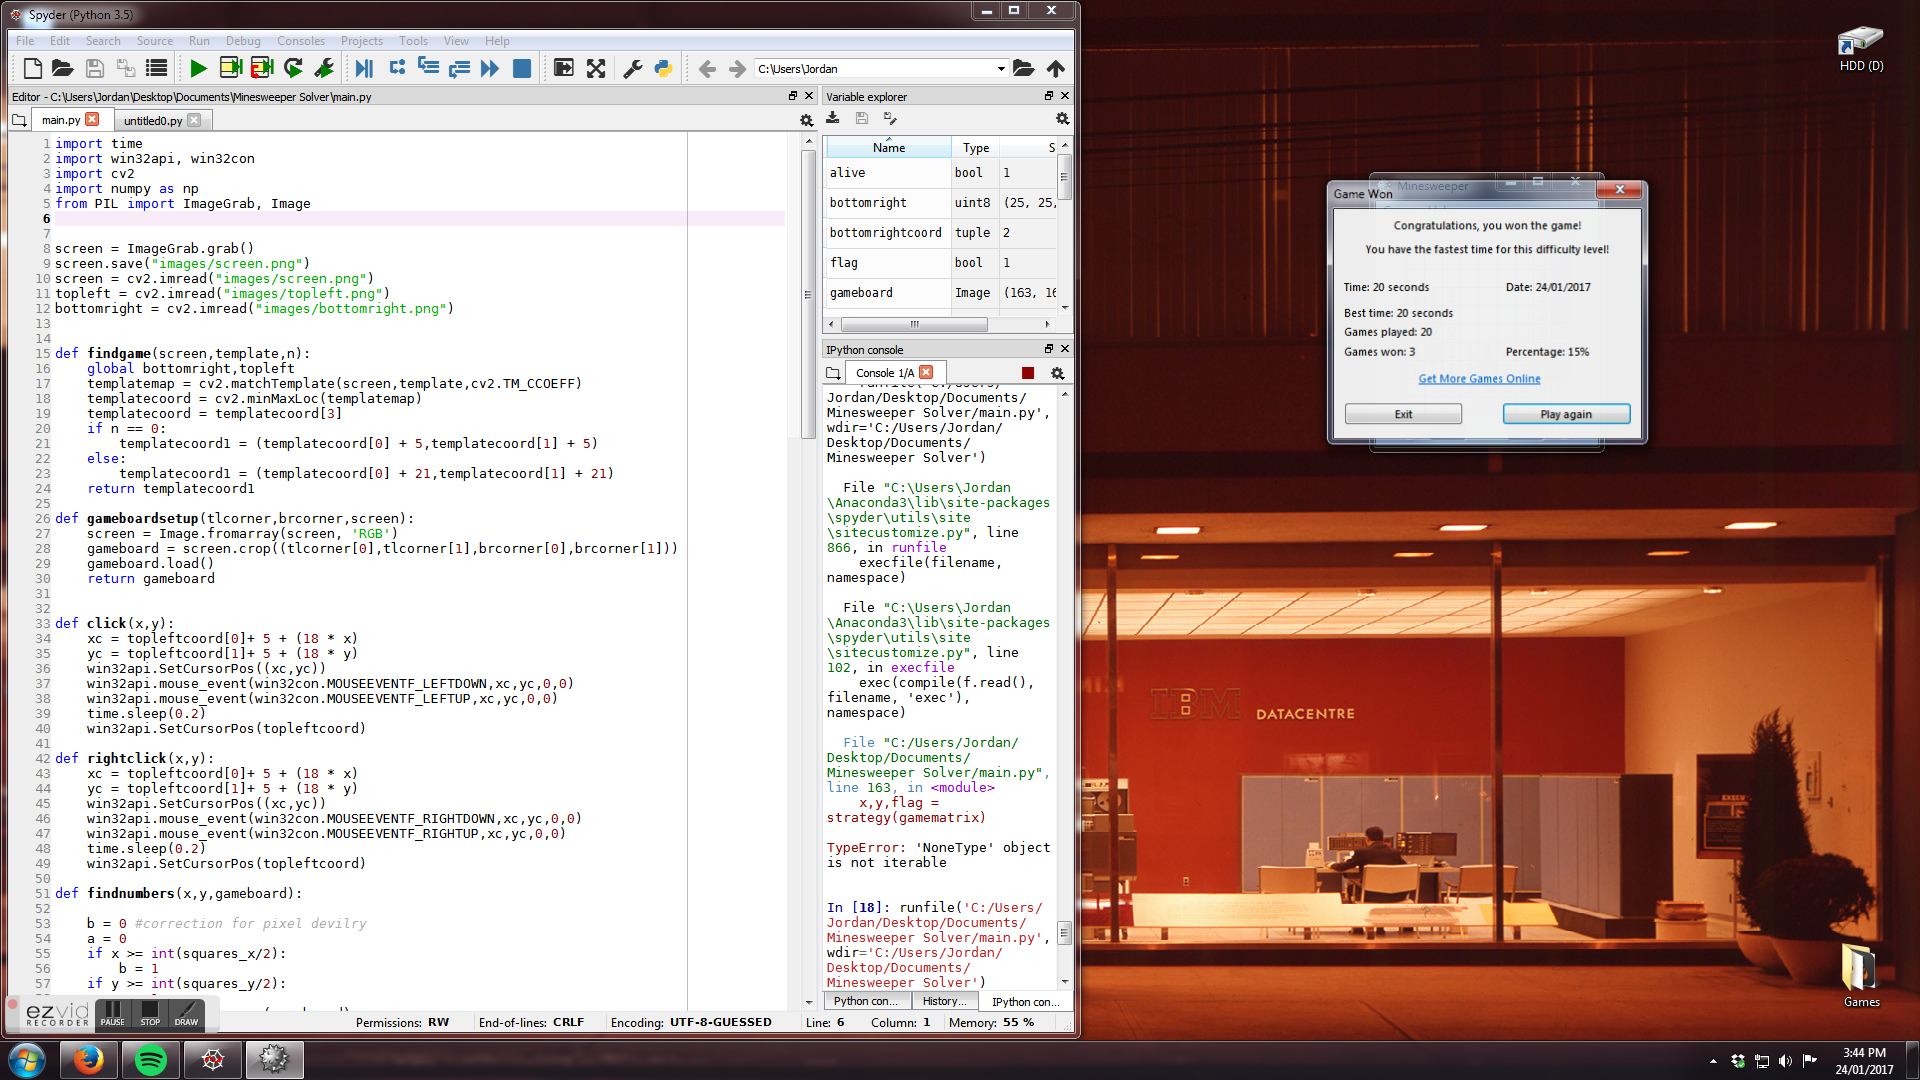 Spyder (Python 3.5)
File Edit Search Source Run Debug Consoles Projects Tools View Help
C:\Users\Jordan
Editor - C:\Users\Jordan\Desktop\Documents\Minesweeper Solver\main.py
main.py
untitled0.py
1 import time
2 import win32api, win32con
3 import cv2
4 import numpy as np
5 from PIL import ImageGrab, Image
6
7
8 screen = ImageGrab.grab()
9 screen.save("images/screen.png")
10 screen = cv2.imread("images/screen.png")
11 topleft = cv2.imread("images/topleft.png")
12 bottomright = cv2.imread("images/bottomright.png")
13
14
15 def findgame(screen,template,n):
16     global bottomright,topleft
17     templatemap = cv2.matchTemplate(screen,template,cv2.TM_CCOEFF)
18     templatecoord = cv2.minMaxLoc(templatemap)
19     templatecoord = templatecoord[3]
20     if n == 0:
21         templatecoord1 = (templatecoord[0] + 5,templatecoord[1] + 5)
22     else:
23         templatecoord1 = (templatecoord[0] + 21,templatecoord[1] + 21)
24     return templatecoord1
25
26 def gameboardsetup(tlcorner,brcorner,screen):
27     screen = Image.fromarray(screen, 'RGB')
28     gameboard = screen.crop((tlcorner[0],tlcorner[1],brcorner[0],brcorner[1]))
29     gameboard.load()
30     return gameboard
31
32
33 def click(x,y):
34     xc = topleftcoord[0]+ 5 + (18 * x)
35     yc = topleftcoord[1]+ 5 + (18 * y)
36     win32api.SetCursorPos((xc,yc))
37     win32api.mouse_event(win32con.MOUSEEVENTF_LEFTDOWN,xc,yc,0,0)
38     win32api.mouse_event(win32con.MOUSEEVENTF_LEFTUP,xc,yc,0,0)
39     time.sleep(0.2)
40     win32api.SetCursorPos(topleftcoord)
41
42 def rightclick(x,y):
43     xc = topleftcoord[0]+ 5 + (18 * x)
44     yc = topleftcoord[1]+ 5 + (18 * y)
45     win32api.SetCursorPos((xc,yc))
46     win32api.mouse_event(win32con.MOUSEEVENTF_RIGHTDOWN,xc,yc,0,0)
47     win32api.mouse_event(win32con.MOUSEEVENTF_RIGHTUP,xc,yc,0,0)
48     time.sleep(0.2)
49     win32api.SetCursorPos(topleftcoord)
50
51 def findnumbers(x,y,gameboard):
52
53     b = 0 #correction for pixel devilry
54     a = 0
55     if x >= int(squares_x/2):
56         b = 1
57     if y >= int(squares_y/2):
ezvid
RECORDER
PAUSE STOP DRAW
Permissions: RW End-of-lines: CRLF Encoding: UTF-8-GUESSED Line: 6 Column: 1 Memory: 55 %
Variable explorer
Name Type S
alive bool 1
bottomright uint8 (25, 25,
bottomrightcoord tuple 2
flag bool 1
gameboard Image (163, 16
IPython console
Console 1/A
Jordan/Desktop/Documents/
Minesweeper Solver/main.py',
wdir='C:/Users/Jordan/
Desktop/Documents/
Minesweeper Solver')
File "C:\Users\Jordan
\Anaconda3\lib\site-packages
\spyder\utils\site
\sitecustomize.py", line
866, in runfile
execfile(filename,
namespace)
File "C:\Users\Jordan
\Anaconda3\lib\site-packages
\spyder\utils\site
\sitecustomize.py", line
102, in execfile
exec(compile(f.read(),
filename, 'exec'),
namespace)
File "C:/Users/Jordan/
Desktop/Documents/
Minesweeper Solver/main.py",
line 163, in <module>
x,y,flag =
strategy(gamematrix)
TypeError: 'NoneType' object
is not iterable
In [18]: runfile('C:/Users/
Jordan/Desktop/Documents/
Minesweeper Solver/main.py',
wdir='C:/Users/Jordan/
Desktop/Documents/
Minesweeper Solver')
Python con... History... IPython con...
HDD (D)
Minesweeper
Game Won
Congratulations, you won the game!
You have the fastest time for this difficulty level!
Time: 20 seconds Date: 24/01/2017
Best time: 20 seconds
Games played: 20
Games won: 3 Percentage: 15%
Get More Games Online
Exit Play again
IBM DATACENTRE
Games
3:44 PM
24/01/2017